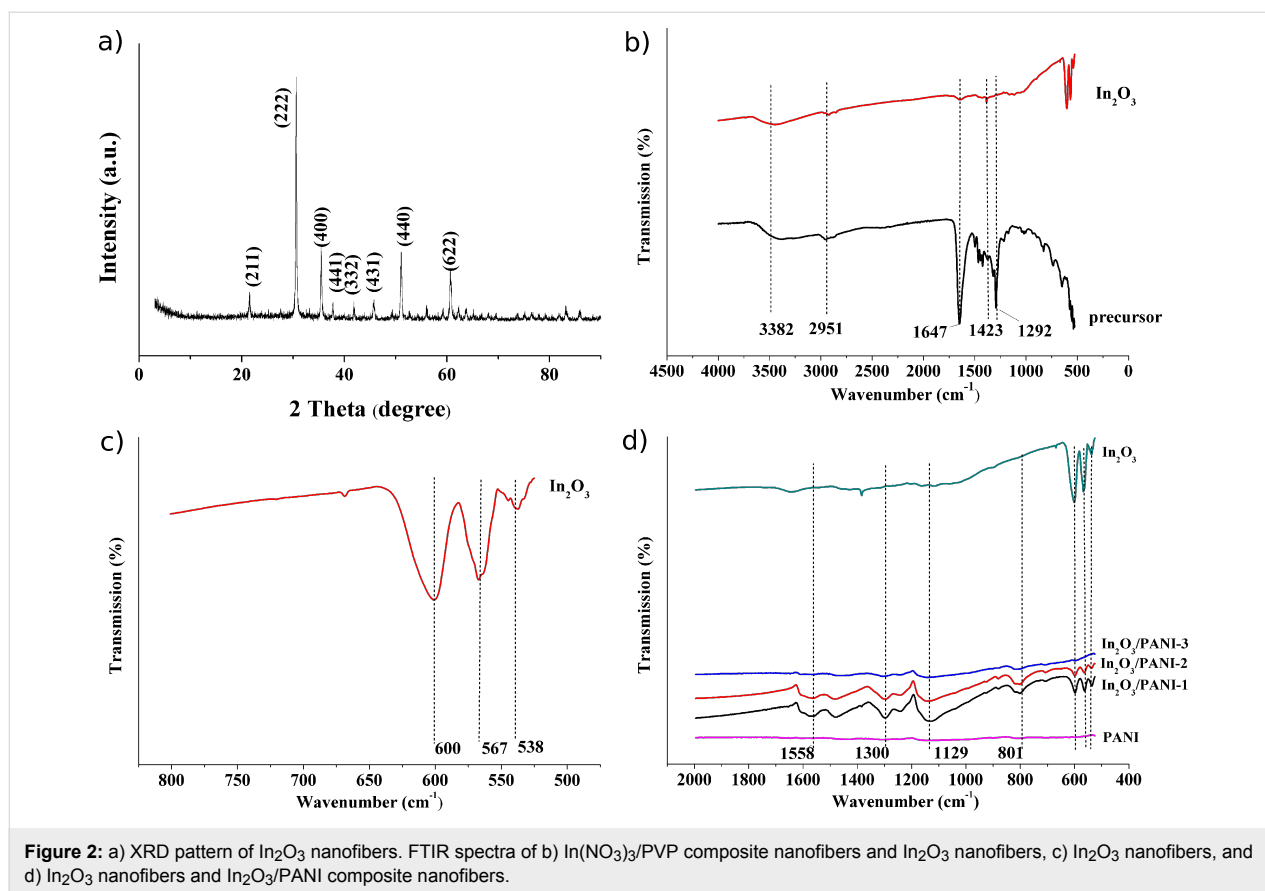 a)
Intensity (a.u.)
(211)
(222)
(400)
(441)
(332)
(431)
(440)
(622)
0 20 40 60 80
2 Theta (degree)
b)
Transmission (%)
In₂O₃
precursor
3382 2951 1647 1423 1292
4500 4000 3500 3000 2500 2000 1500 1000 500 0
Wavenumber (cm⁻¹)
c)
Transmission (%)
In₂O₃
600 567 538
800 750 700 650 600 550 500
Wavenumber (cm⁻¹)
d)
Transmission (%)
In₂O₃
In₂O₃/PANI-3
In₂O₃/PANI-2
In₂O₃/PANI-1
PANI
1558 1300 1129 801
2000 1800 1600 1400 1200 1000 800 600 400
Wavenumber (cm⁻¹)
Figure 2: a) XRD pattern of In₂O₃ nanofibers. FTIR spectra of b) In(NO₃)₃/PVP composite nanofibers and In₂O₃ nanofibers, c) In₂O₃ nanofibers, and
d) In₂O₃ nanofibers and In₂O₃/PANI composite nanofibers.